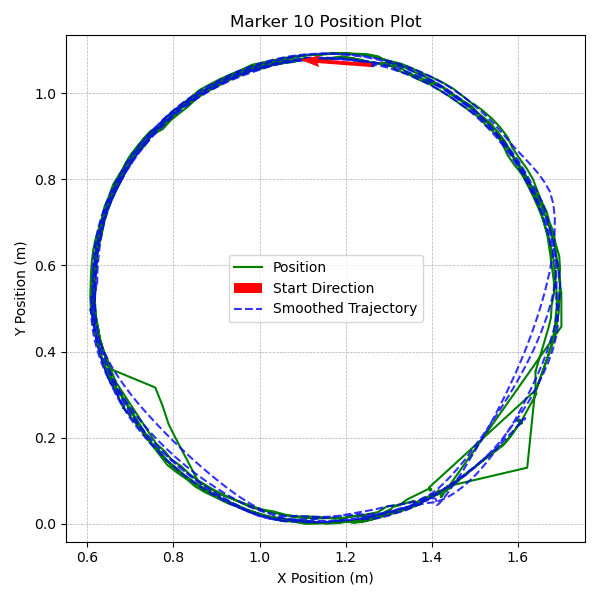 Marker 10 Position Plot
Y Position (m)
1.0
0.8
0.6
0.4
0.2
0.0
Position
Start Direction
Smoothed Trajectory
0.6 0.8 1.0 1.2 1.4 1.6
X Position (m)